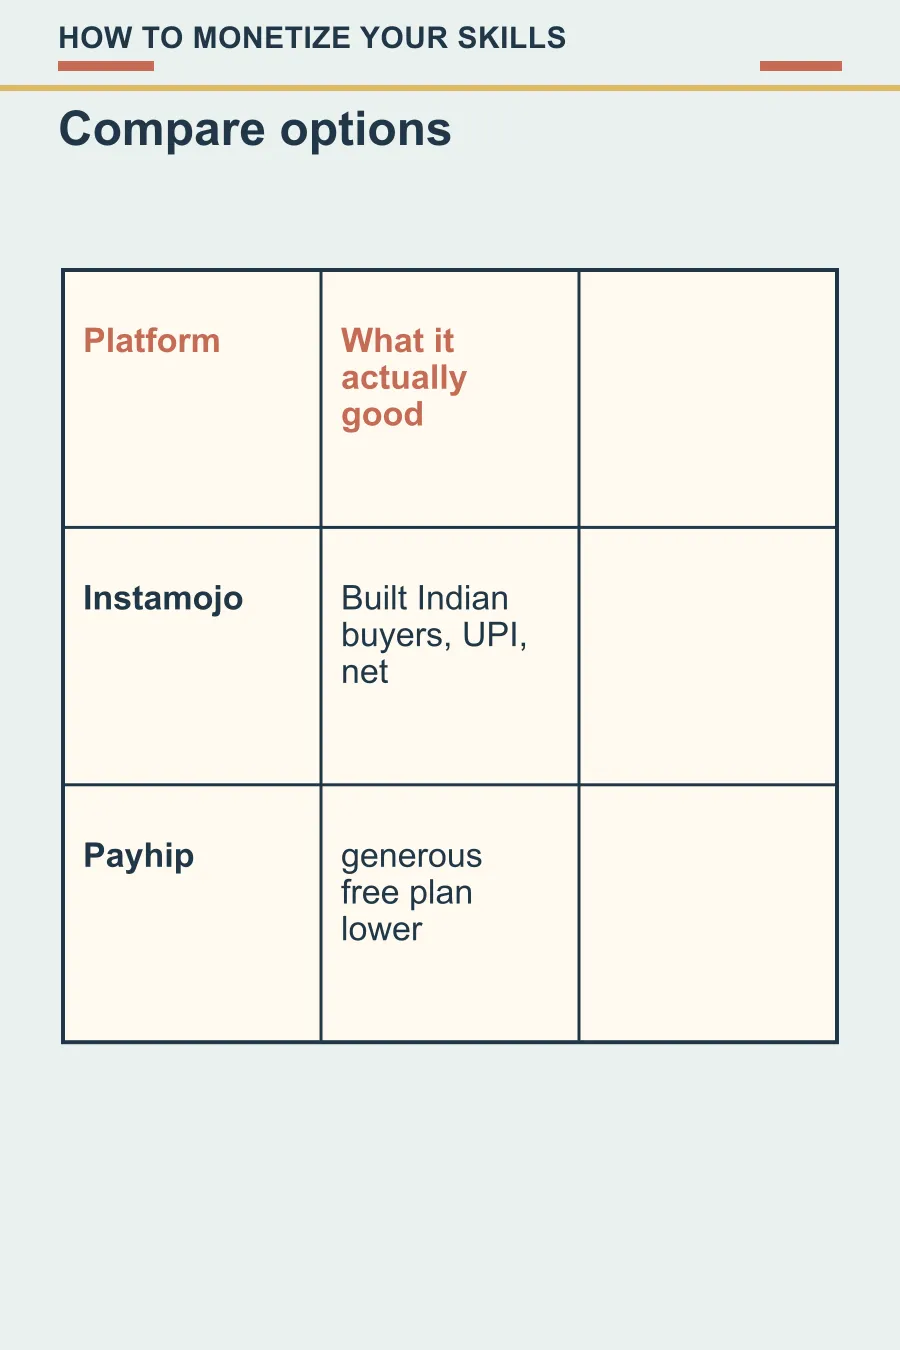 HOW TO MONETIZE YOUR SKILLS
Compare options
Platform
What it
actually
good
Instamojo
Built Indian
buyers, UPI,
net
Payhip
generous
free plan
lower